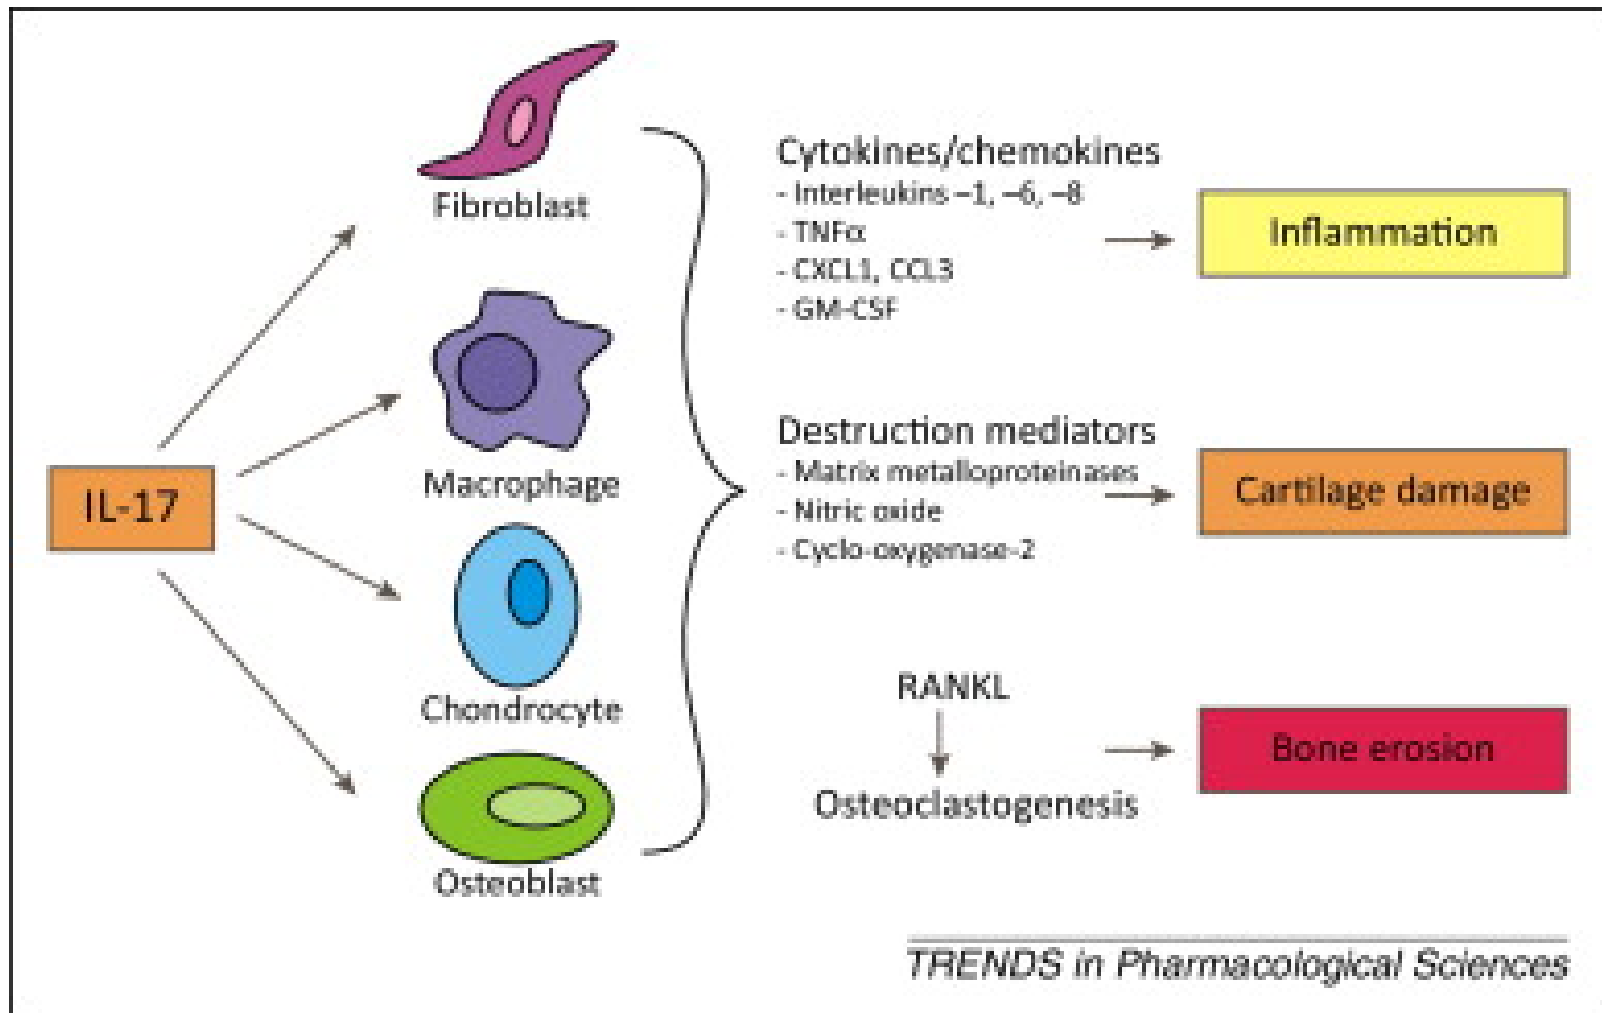 IL-17
Fibroblast
Macrophage
Chondrocyte
Osteoblast
Cytokines/chemokines
- Interleukins –1, –6, –8
- TNFα
- CXCL1, CCL3
- GM-CSF
Inflammation
Destruction mediators
- Matrix metalloproteinases
- Nitric oxide
- Cyclo-oxygenase-2
Cartilage damage
RANKL
Osteoclastogenesis
Bone erosion
TRENDS in Pharmacological Sciences